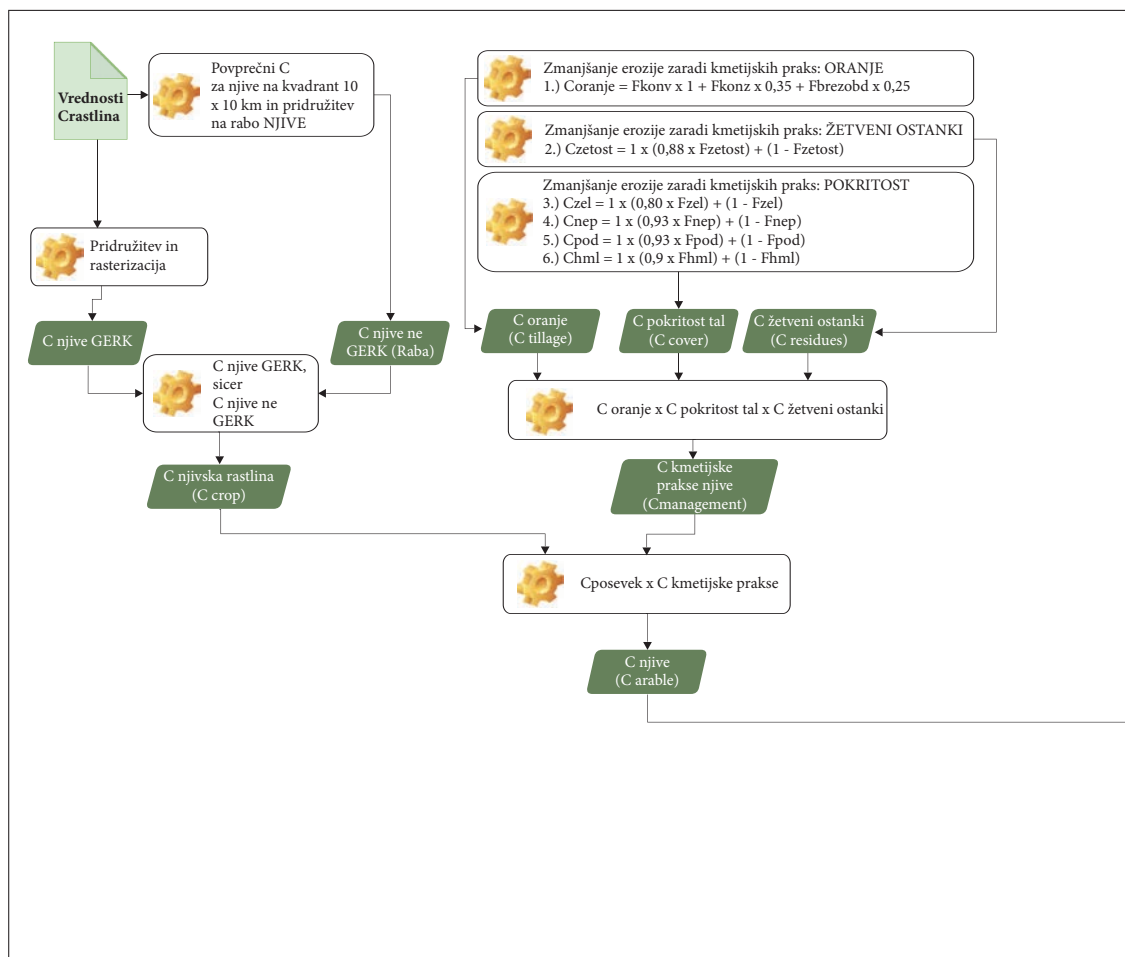 Vrednosti
Crastlina
Povprečni C
za njive na kvadrant 10
x 10 km in pridružitev
na rabo NJIVE
Pridružitev in
rasterizacija
C njive GERK
C njive ne
GERK (Raba)
C njive GERK,
sicer
C njive ne
GERK
C njivska rastlina
(C crop)
Zmanjšanje erozije zaradi kmetijskih praks: ORANJE
1.) Coranje = Fkonv x 1 + Fkonz x 0,35 + Fbrezobd x 0,25
Zmanjšanje erozije zaradi kmetijskih praks: ŽETVENI OSTANKI
2.) Czetost = 1 x (0,88 x Fzetost) + (1 - Fzetost)
Zmanjšanje erozije zaradi kmetijskih praks: POKRITOST
3.) Czel = 1 x (0,80 x Fzel) + (1 - Fzel)
4.) Cnep = 1 x (0,93 x Fnep) + (1 - Fnep)
5.) Cpod = 1 x (0,93 x Fpod) + (1 - Fpod)
6.) Chml = 1 x (0,9 x Fhml) + (1 - Fhml)
C oranje
(C tillage)
C pokritost tal
(C cover)
C žetveni ostanki
(C residues)
C oranje x C pokritost tal x C žetveni ostanki
C kmetijske
prakse njive
(Cmanagement)
Cposevek x C kmetijske prakse
C njive
(C arable)